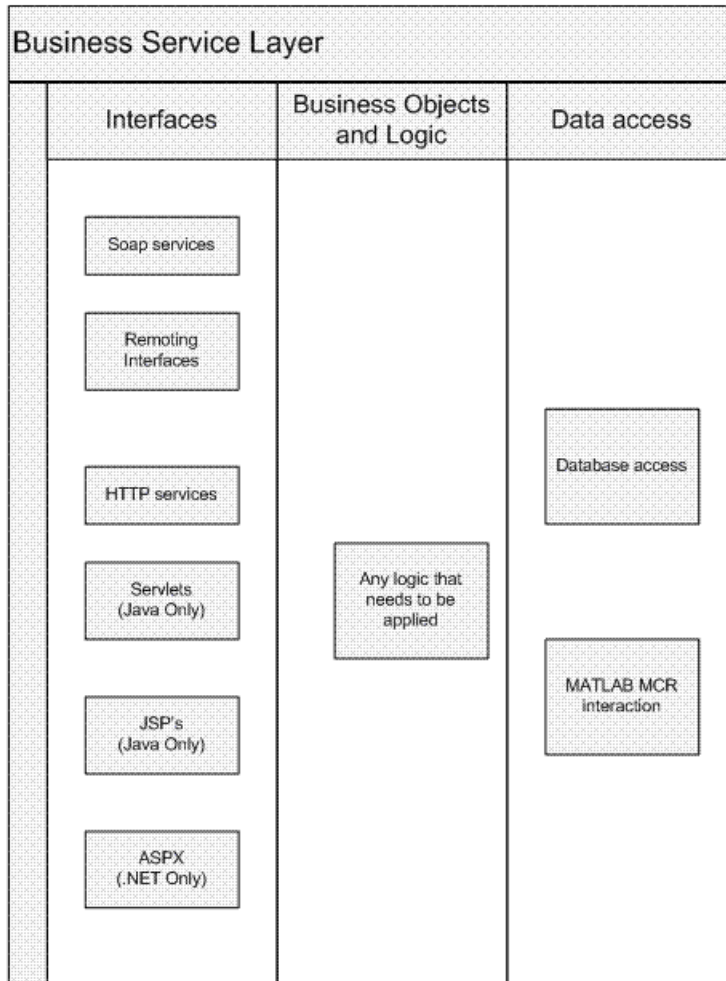 Business Service Layer
Interfaces
Business Objects
and Logic
Data access
Soap services
Remoting
Interfaces
HTTP services
Servlets
(Java Only)
JSP's
(Java Only)
ASPX
(.NET Only)
Any logic that
needs to be
applied
Database access
MATLAB MCR
interaction